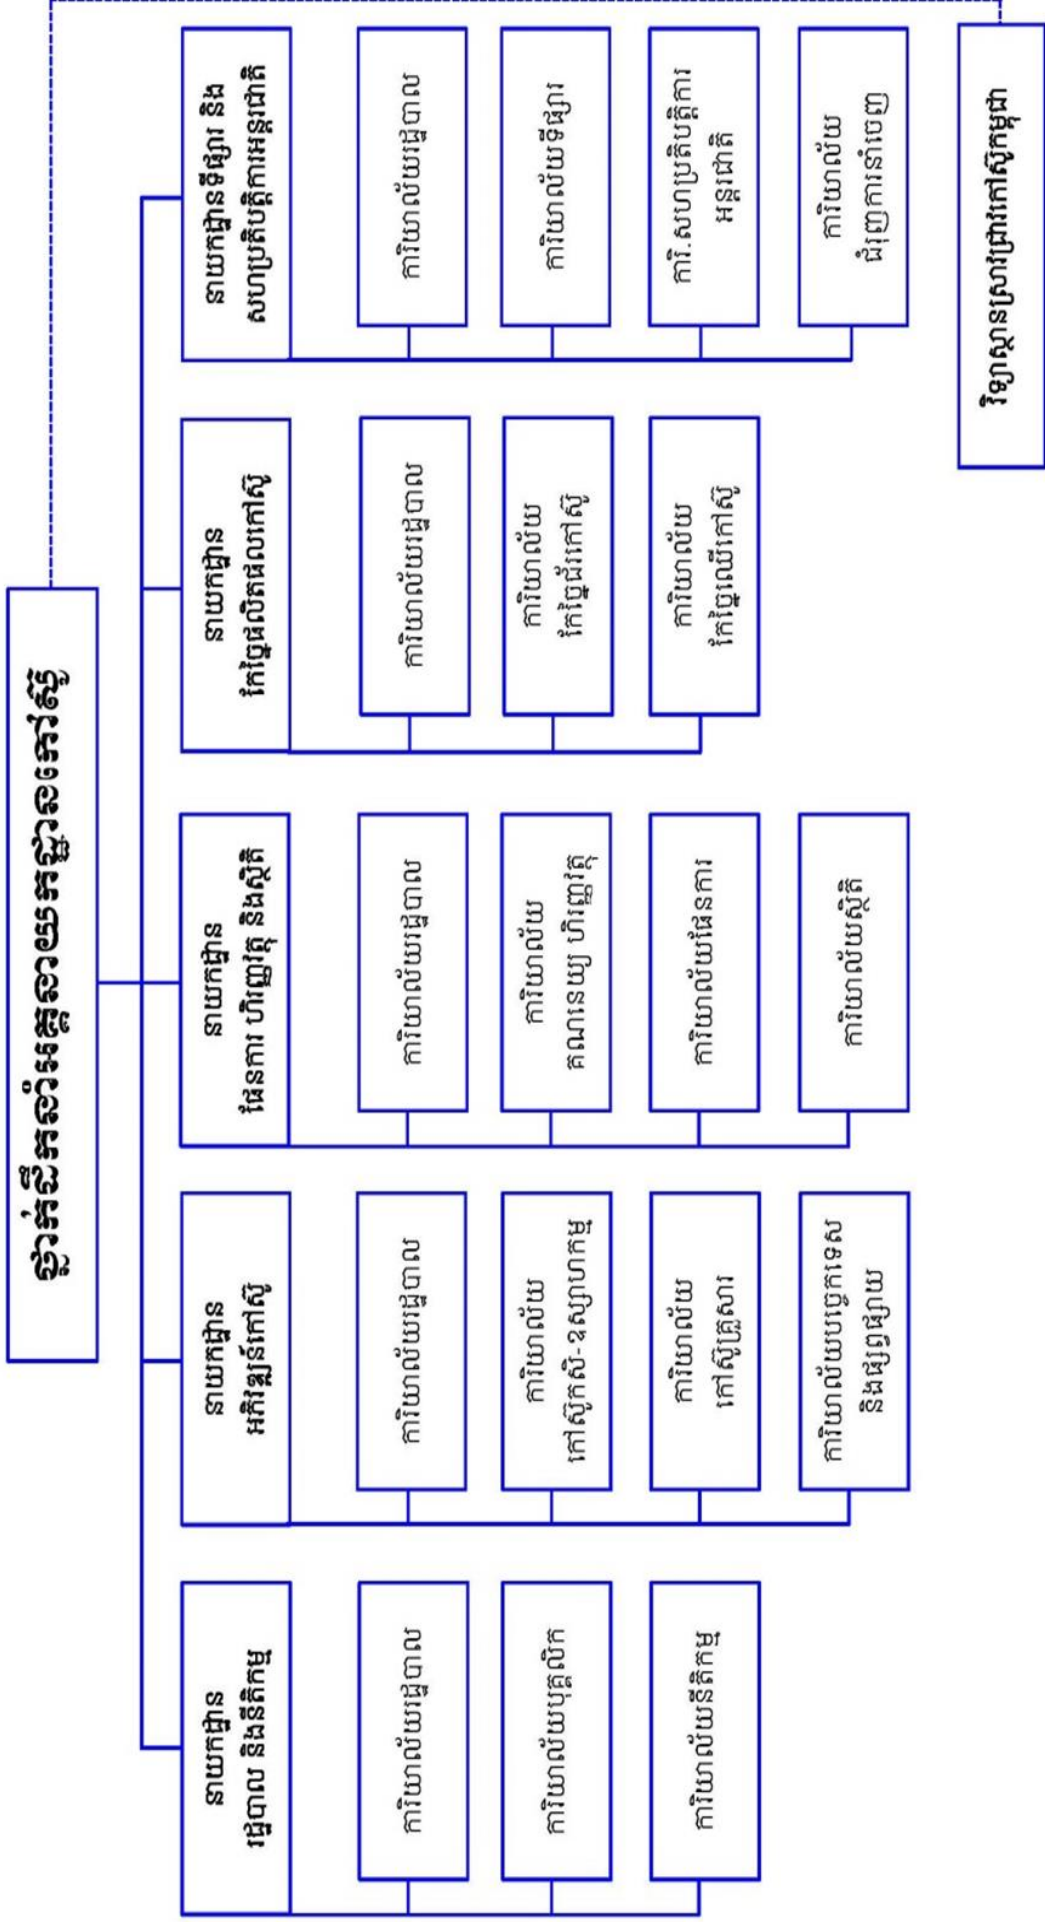 ថ្នាក់ដឹកនាំអគ្គនាយកដ្ឋានកៅស៊ូ
នាយកដ្ឋាន
រដ្ឋបាល និងនីតិកម្ម
ការិយាល័យរដ្ឋបាល
ការិយាល័យបុគ្គលិក
ការិយាល័យនីតិកម្ម
នាយកដ្ឋាន
អភិវឌ្ឍន៍កៅស៊ូ
ការិយាល័យរដ្ឋបាល
ការិយាល័យ
កៅស៊ូកសិ-ឧស្សាហកម្ម
ការិយាល័យ
កៅស៊ូគ្រួសារ
ការិយាល័យបច្ចេកទេស
និងផ្សព្វផ្សាយ
នាយកដ្ឋាន
ផែនការ ហិរញ្ញវត្ថុ និងស្ថិតិ
ការិយាល័យរដ្ឋបាល
ការិយាល័យ
គណនេយ្យ ហិរញ្ញវត្ថុ
ការិយាល័យផែនការ
ការិយាល័យស្ថិតិ
នាយកដ្ឋាន
កែច្នៃផលិតផលកៅស៊ូ
ការិយាល័យរដ្ឋបាល
ការិយាល័យ
កែច្នៃជ័រកៅស៊ូ
ការិយាល័យ
កែច្នៃឈើកៅស៊ូ
នាយកដ្ឋានទីផ្សារ និង
សហប្រតិបត្តិការអន្តរជាតិ
ការិយាល័យរដ្ឋបាល
ការិយាល័យទីផ្សារ
ការិ.សហប្រតិបត្តិការ
អន្តរជាតិ
ការិយាល័យ
ជំរុញការនាំចេញ
វិទ្យាស្ថានស្រាវជ្រាវកៅស៊ូកម្ពុជា